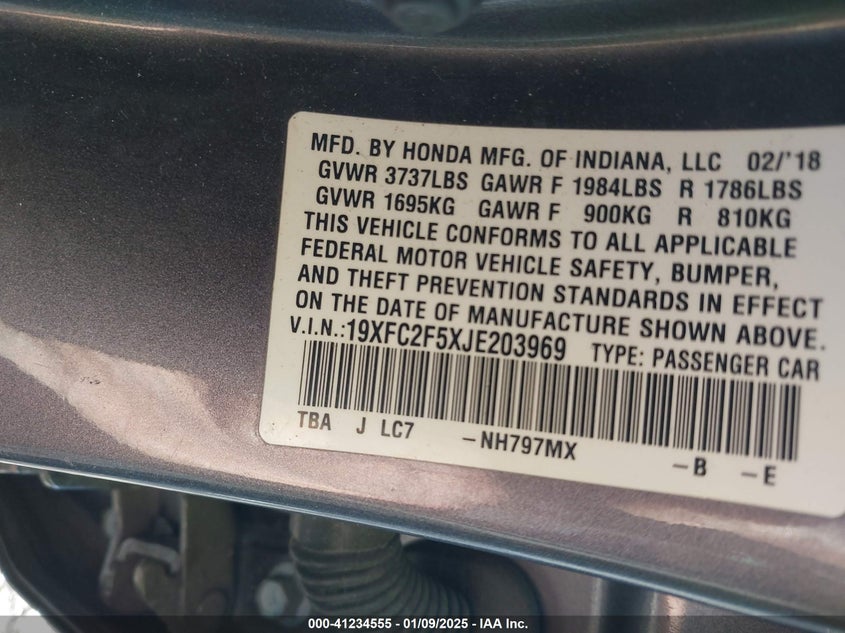 MFD. BY HONDA MFG. OF INDIANA, LLC 02/'18
GVWR 3737LBS GAWR F 1984LBS R 1786LBS
GVWR 1695KG GAWR F 900KG R 810KG
THIS VEHICLE CONFORMS TO ALL APPLICABLE
FEDERAL MOTOR VEHICLE SAFETY, BUMPER,
AND THEFT PREVENTION STANDARDS IN EFFECT
ON THE DATE OF MANUFACTURE SHOWN ABOVE.
V.I.N.:19XFC2F5XJE203969 TYPE: PASSENGER CAR
TBA J LC7 -NH797MX -B -E
000-41234555 - 01/09/2025 - IAA Inc.